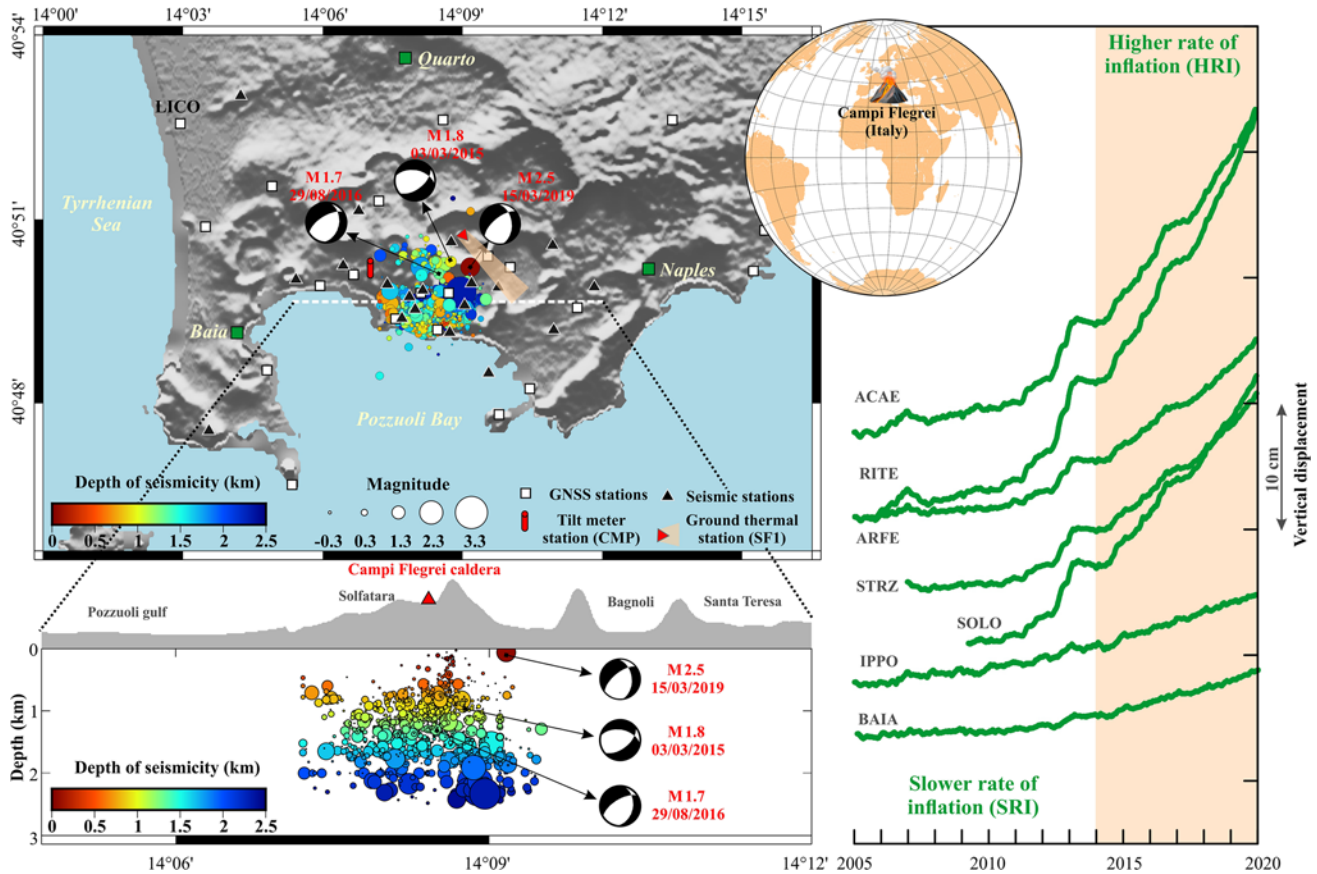 14°00' 14°03' 14°06' 14°09' 14°12' 14°15'
40°54'
40°51'
40°48'
Quarto
LICO
M 1.8
03/03/2015
M 1.7
29/08/2016
M 2.5
15/03/2019
Tyrrhenian
Sea
Naples
Baia
Pozzuoli Bay
Depth of seismicity (km)
0 0.5 1 1.5 2 2.5
Magnitude
-0.3 0.3 1.3 2.3 3.3
GNSS stations
Seismic stations
Tilt meter
station (CMP)
Ground thermal
station (SF1)
Campi Flegrei caldera
Pozzuoli gulf
Solfatara
Bagnoli
Santa Teresa
Depth (km)
0
1
2
3
M 2.5
15/03/2019
M 1.8
03/03/2015
M 1.7
29/08/2016
Depth of seismicity (km)
0 0.5 1 1.5 2 2.5
14°06' 14°09' 14°12'
Campi Flegrei
(Italy)
Higher rate of
inflation (HRI)
ACAE
RITE
ARFE
STRZ
SOLO
IPPO
BAIA
Slower rate of
inflation (SRI)
10 cm
Vertical displacement
2005 2010 2015 2020